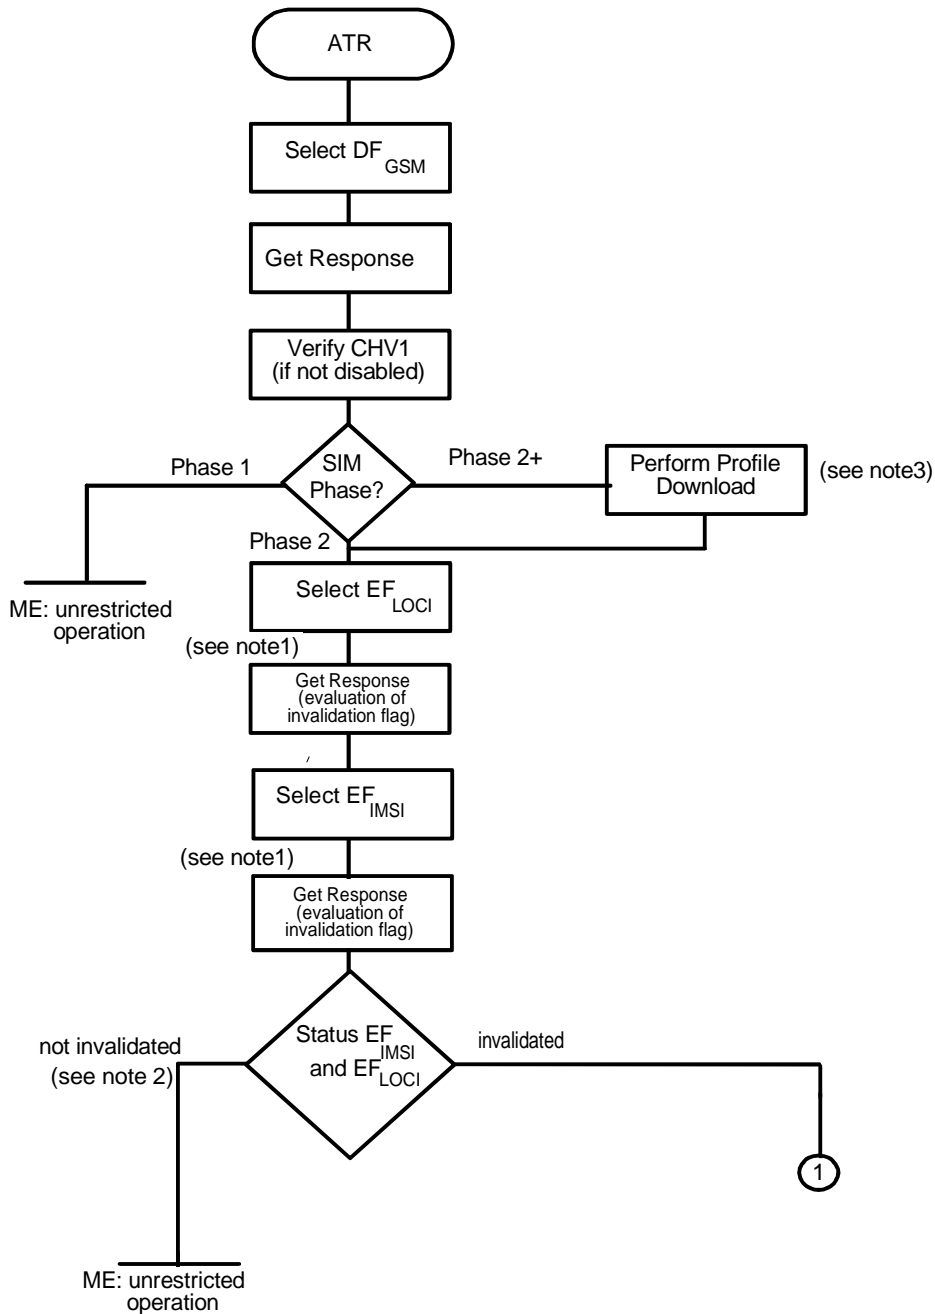 ATR
Select DF GSM
Get Response
Verify CHV1
(if not disabled)
Phase 1
SIM
Phase?
Phase 2+
Perform Profile
Download
(see note3)
Phase 2
ME: unrestricted
operation
Select EF LOCI
(see note1)
Get Response
(evaluation of
invalidation flag)
Select EF IMSI
(see note1)
Get Response
(evaluation of
invalidation flag)
not invalidated
(see note 2)
Status EF IMSI
and EF LOCI
invalidated
1
ME: unrestricted
operation